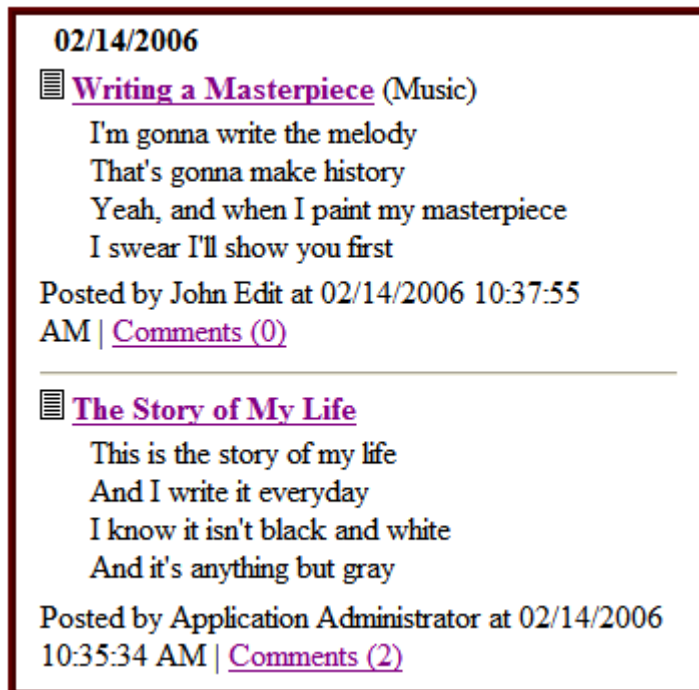 02/14/2006
Writing a Masterpiece (Music)
I'm gonna write the melody
That's gonna make history
Yeah, and when I paint my masterpiece
I swear I'll show you first
Posted by John Edit at 02/14/2006 10:37:55
AM | Comments (0)
The Story of My Life
This is the story of my life
And I write it everyday
I know it isn't black and white
And it's anything but gray
Posted by Application Administrator at 02/14/2006
10:35:34 AM | Comments (2)